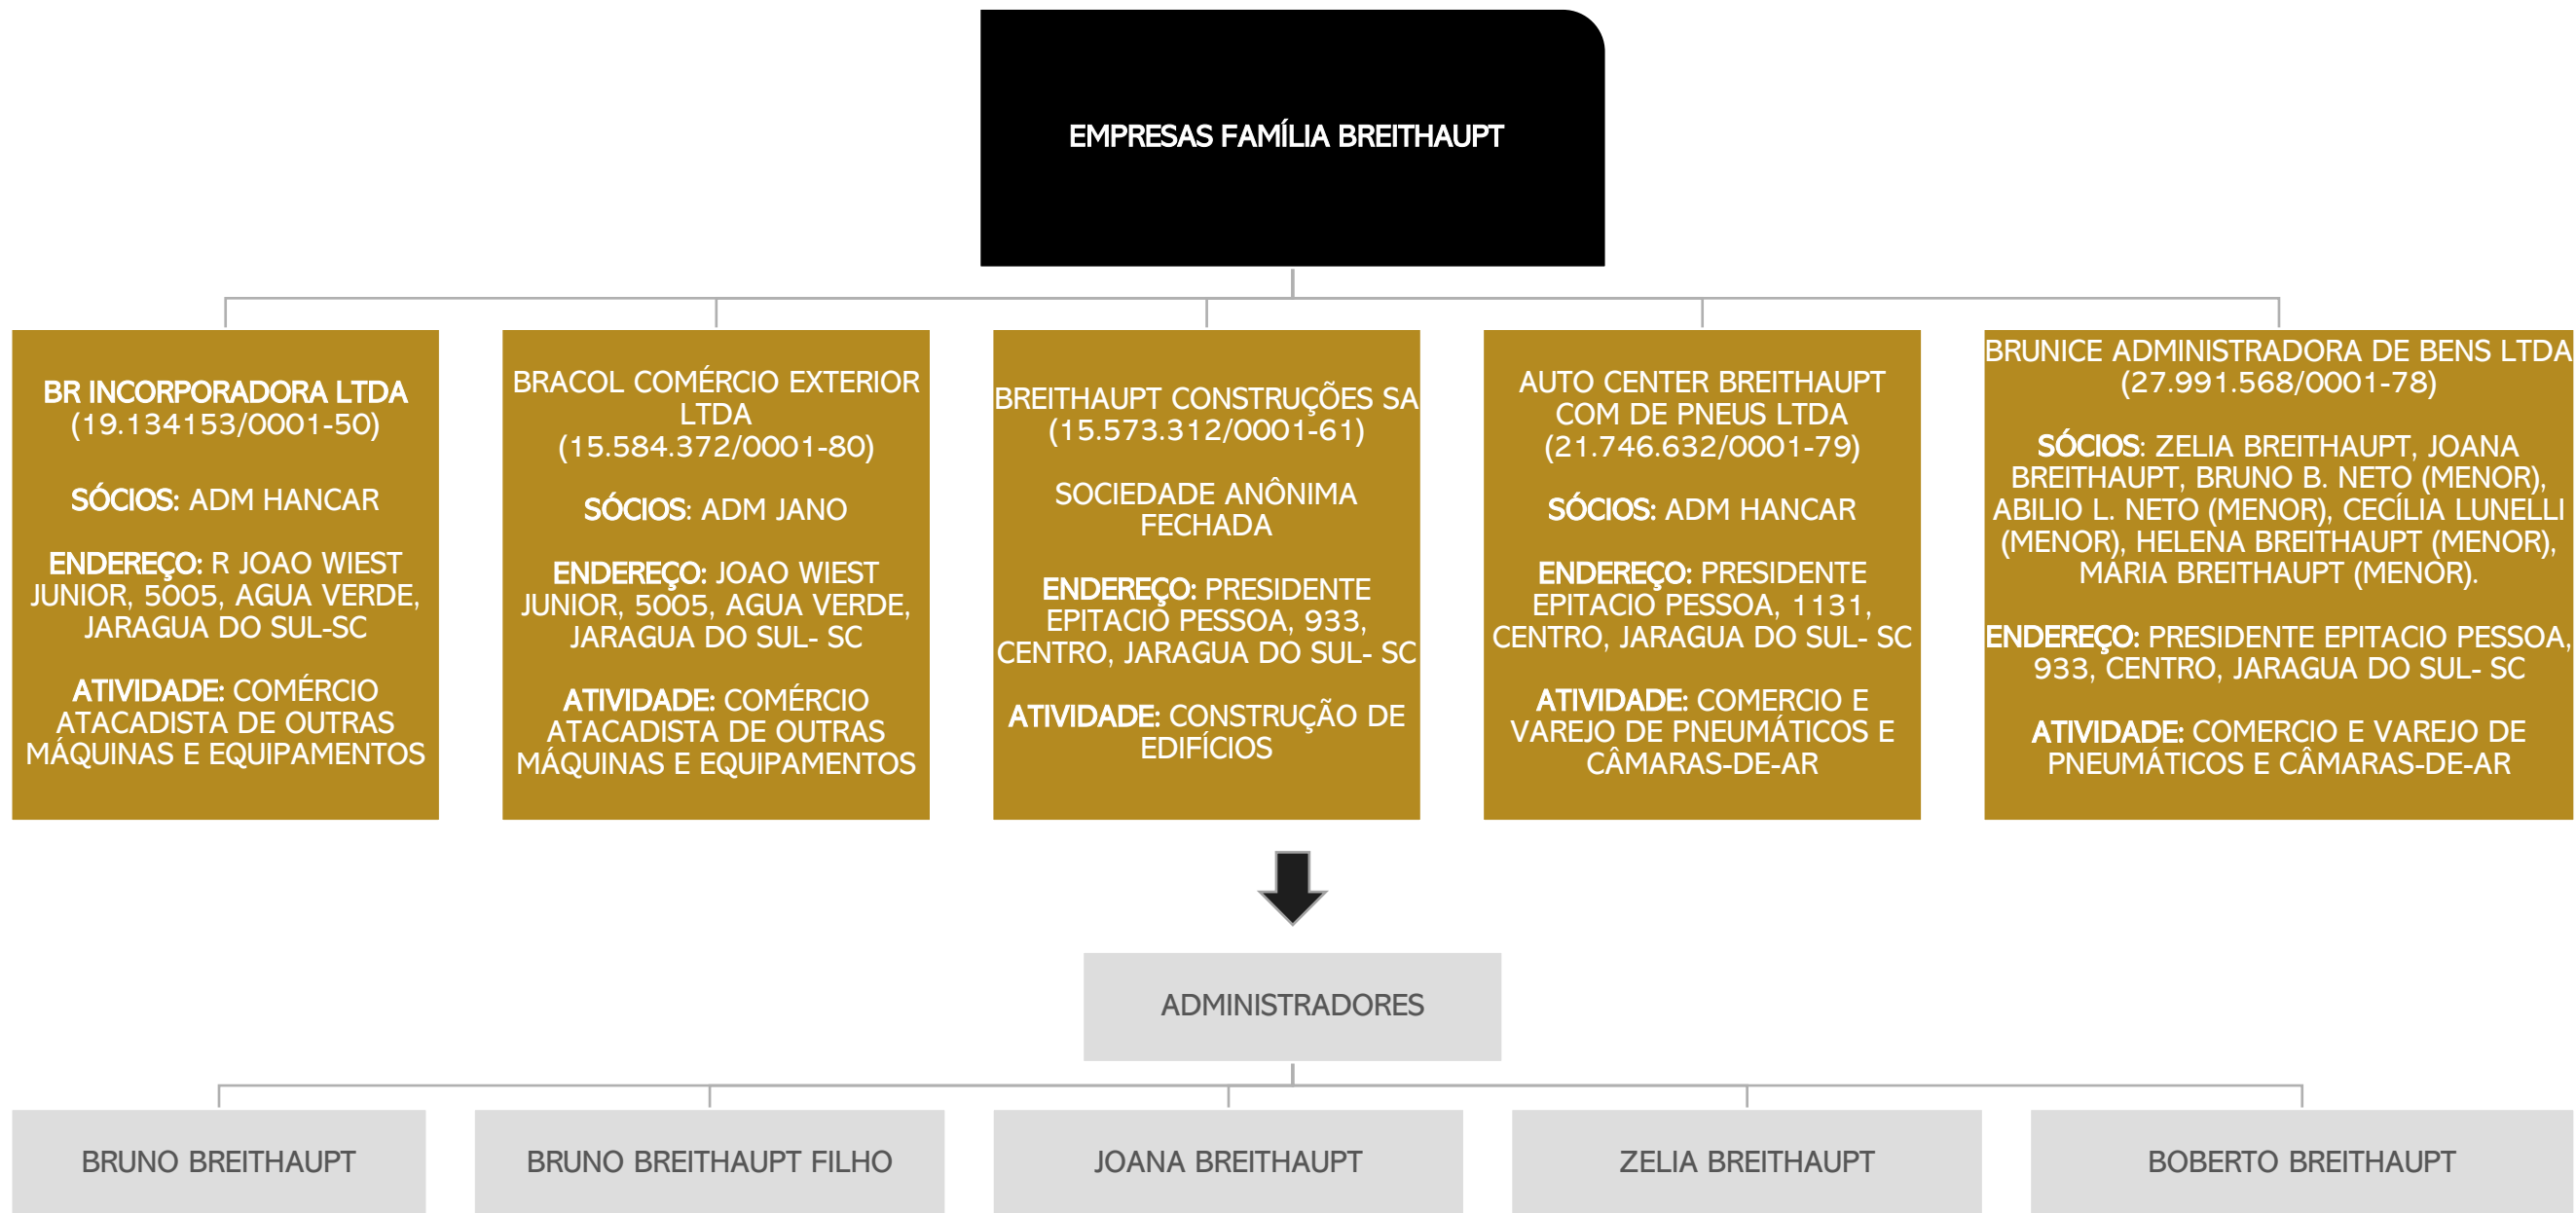 EMPRESAS FAMÍLIA BREITHAUPT
BR INCORPORADORA LTDA
(19.134153/0001-50)
SÓCIOS: ADM HANCAR
ENDEREÇO: R JOAO WIEST
JUNIOR, 5005, AGUA VERDE,
JARAGUA DO SUL-SC
ATIVIDADE: COMÉRCIO
ATACADISTA DE OUTRAS
MÁQUINAS E EQUIPAMENTOS
BRACOL COMÉRCIO EXTERIOR
LTDA
(15.584.372/0001-80)
SÓCIOS: ADM JANO
ENDEREÇO: JOAO WIEST
JUNIOR, 5005, AGUA VERDE,
JARAGUA DO SUL- SC
ATIVIDADE: COMÉRCIO
ATACADISTA DE OUTRAS
MÁQUINAS E EQUIPAMENTOS
BREITHAUPT CONSTRUÇÕES SA
(15.573.312/0001-61)
SOCIEDADE ANÔNIMA
FECHADA
ENDEREÇO: PRESIDENTE
EPITACIO PESSOA, 933,
CENTRO, JARAGUA DO SUL- SC
ATIVIDADE: CONSTRUÇÃO DE
EDIFÍCIOS
AUTO CENTER BREITHAUPT
COM DE PNEUS LTDA
(21.746.632/0001-79)
SÓCIOS: ADM HANCAR
ENDEREÇO: PRESIDENTE
EPITACIO PESSOA, 1131,
CENTRO, JARAGUA DO SUL- SC
ATIVIDADE: COMERCIO E
VAREJO DE PNEUMÁTICOS E
CÂMARAS-DE-AR
BRUNICE ADMINISTRADORA DE BENS LTDA
(27.991.568/0001-78)
SÓCIOS: ZELIA BREITHAUPT, JOANA
BREITHAUPT, BRUNO B. NETO (MENOR),
ABILIO L. NETO (MENOR), CECÍLIA LUNELLI
(MENOR), HELENA BREITHAUPT (MENOR),
MARIA BREITHAUPT (MENOR).
ENDEREÇO: PRESIDENTE EPITACIO PESSOA,
933, CENTRO, JARAGUA DO SUL- SC
ATIVIDADE: COMERCIO E VAREJO DE
PNEUMÁTICOS E CÂMARAS-DE-AR
ADMINISTRADORES
BRUNO BREITHAUPT
BRUNO BREITHAUPT FILHO
JOANA BREITHAUPT
ZELIA BREITHAUPT
BOBERTO BREITHAUPT